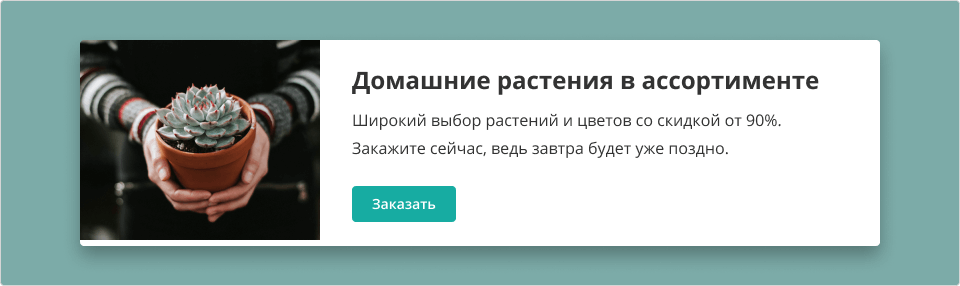 Домашние растения в ассортименте
Широкий выбор растений и цветов со скидкой от 90%.
Закажите сейчас, ведь завтра будет уже поздно.
Заказать